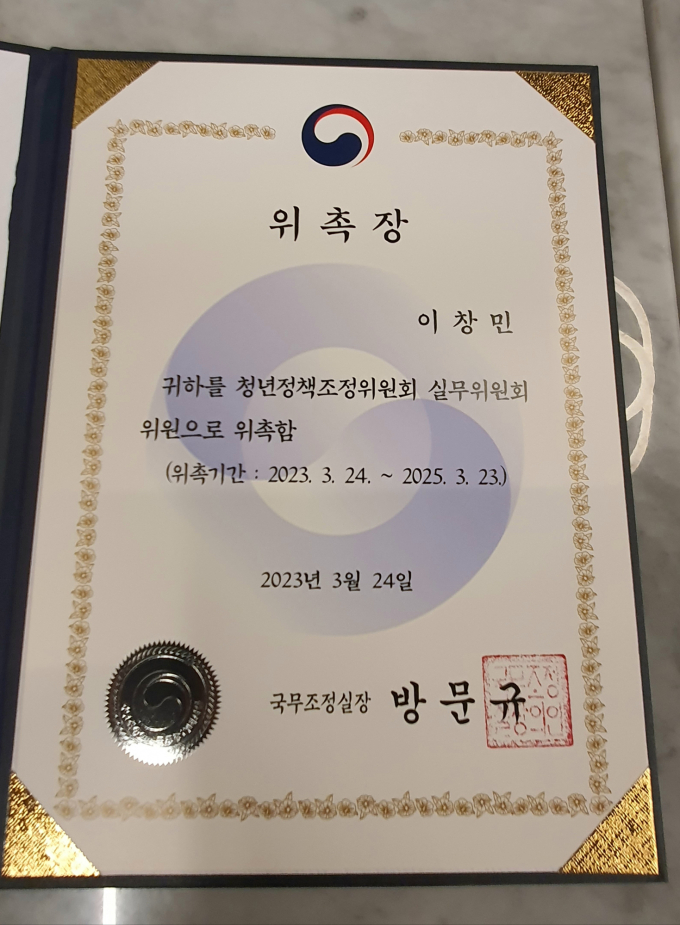 위촉장
이창민
귀하를 청년정책조정위원회 실무위원회
위원으로 위촉함
(위촉기간 : 2023. 3. 24. ~ 2025. 3. 23.)
2023년 3월 24일
국무조정실장 방문규